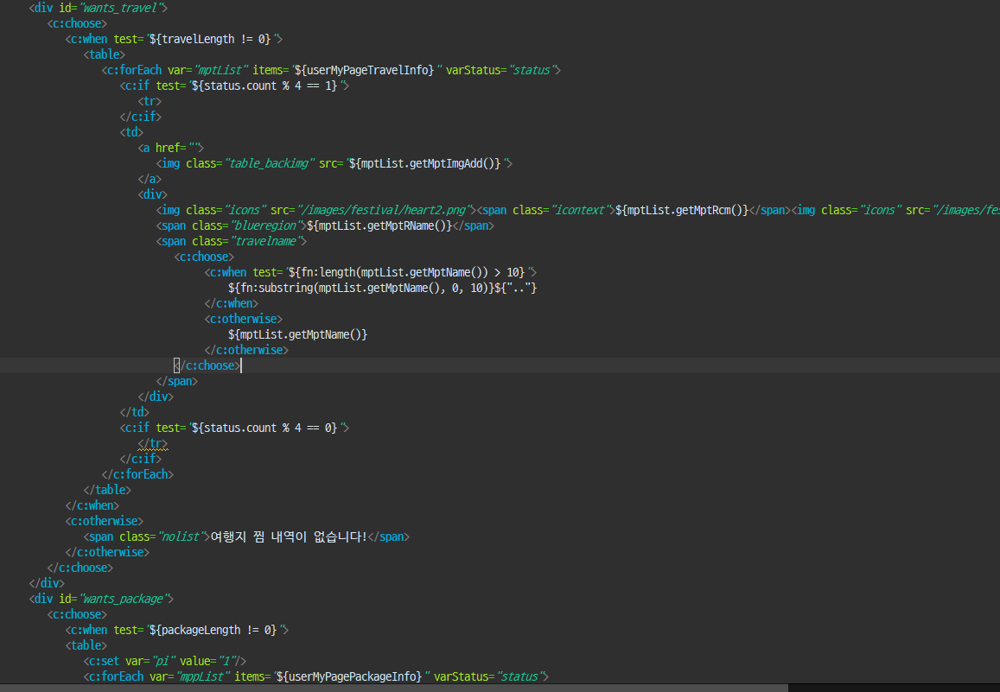 <div id="wants_travel">
<c:choose>
<c:when test="${travelLength != 0}">
<table>
<c:forEach var="mptList" items="${userMyPageTravelInfo}" varStatus="status">
<c:if test="${status.count % 4 == 1}">
<tr>
</c:if>
<td>
<a href="">
<img class="table_backimg" src="${mptList.getMptImgAdd()}">
</a>
<div>
<img class="icons" src="/images/festival/heart2.png"><span class="icontext">${mptList.getMptRcm()}</span><img class="icons" src="/images/fes
<span class="blueregion">${mptList.getMptRName()}</span>
<span class="travelname">
<c:choose>
<c:when test="${fn:length(mptList.getMptName()) > 10}">
${fn:substring(mptList.getMptName(), 0, 10)}${".."}
</c:when>
<c:otherwise>
${mptList.getMptName()}
</c:otherwise>
</c:choose>
</span>
</div>
</td>
<c:if test="${status.count % 4 == 0}">
</tr>
</c:if>
</c:forEach>
</table>
</c:when>
<c:otherwise>
<span class="nolist">여행지 찜 내역이 없습니다!</span>
</c:otherwise>
</c:choose>
</div>
<div id="wants_package">
<c:choose>
<c:when test="${packageLength != 0}">
<table>
<c:set var="pi" value="1"/>
<c:forEach var="mppList" items="${userMyPagePackageInfo}" varStatus="status">